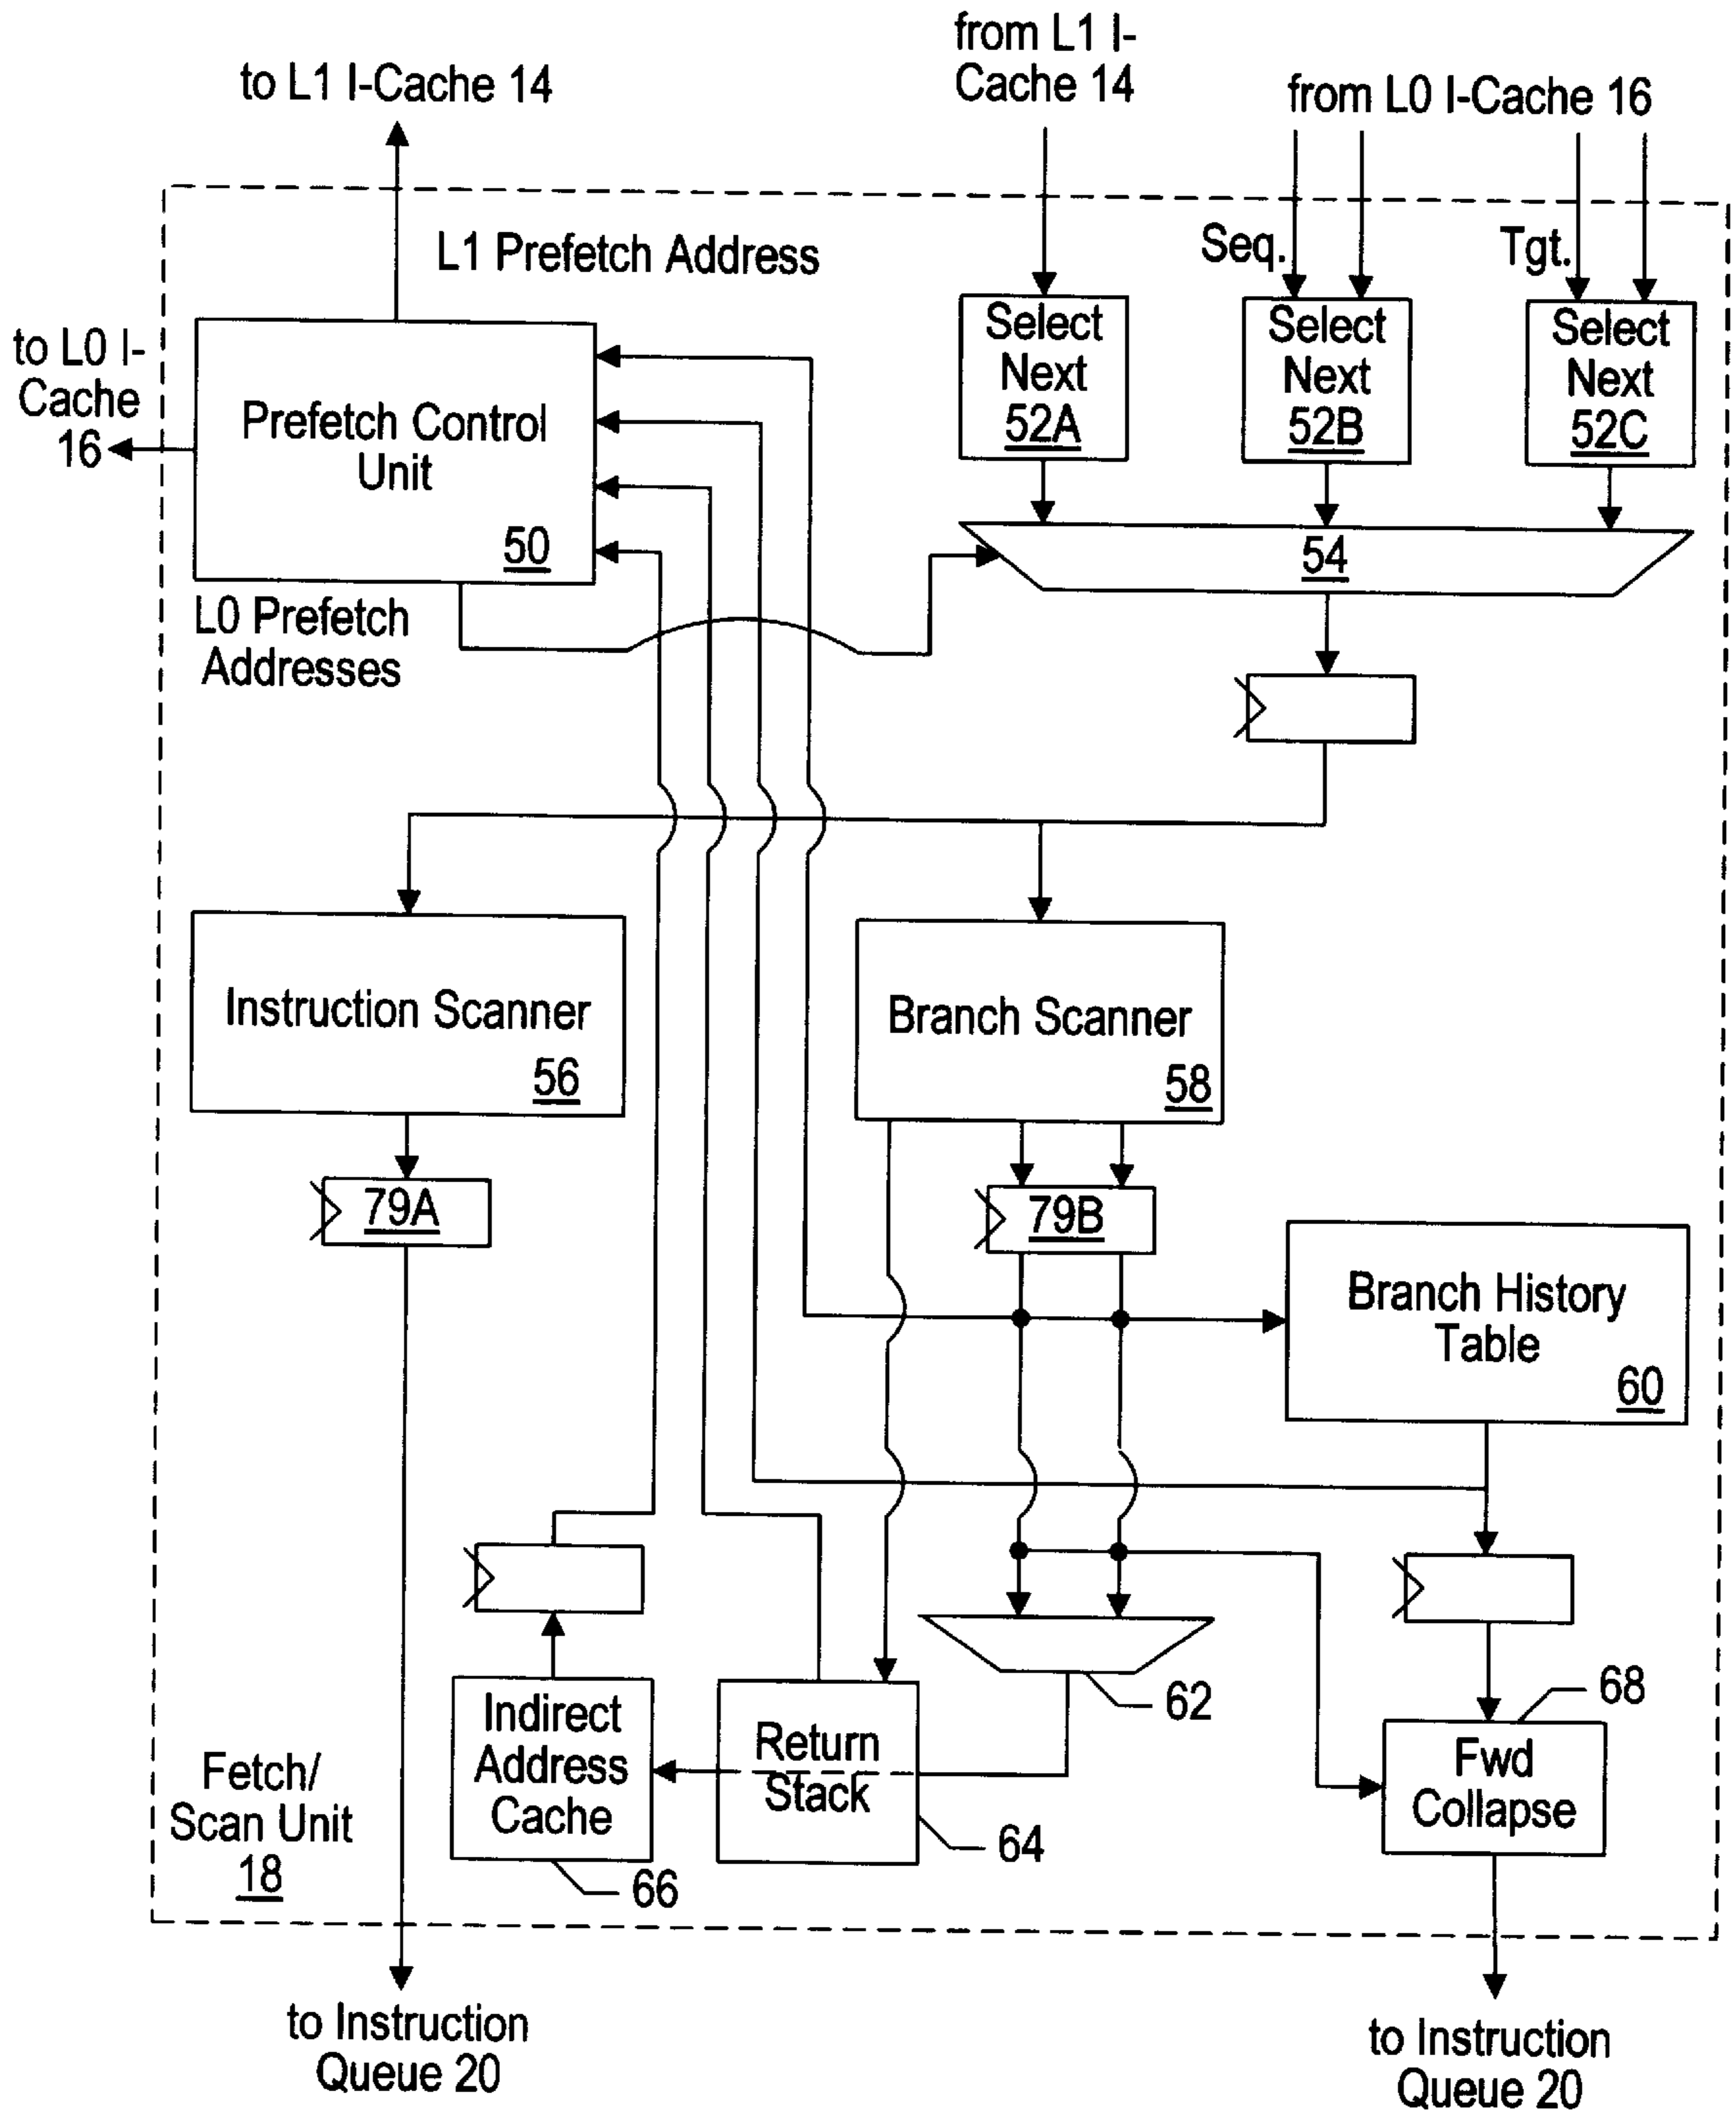 from L1 I-
Cache 14
to L1 I-Cache 14
from L0 I-Cache 16
L1 Prefetch Address
Seq.
Tgt.
to L0 I-
Cache
16
Prefetch Control
Unit
50
Select
Next
52A
Select
Next
52B
Select
Next
52C
54
L0 Prefetch
Addresses
Instruction Scanner
56
Branch Scanner
58
79A
79B
Branch History
Table
60
62
68
Indirect
Address
Cache
Return
Stack
Fwd
Collapse
64
66
Fetch/
Scan Unit
18
to Instruction
Queue 20
to Instruction
Queue 20